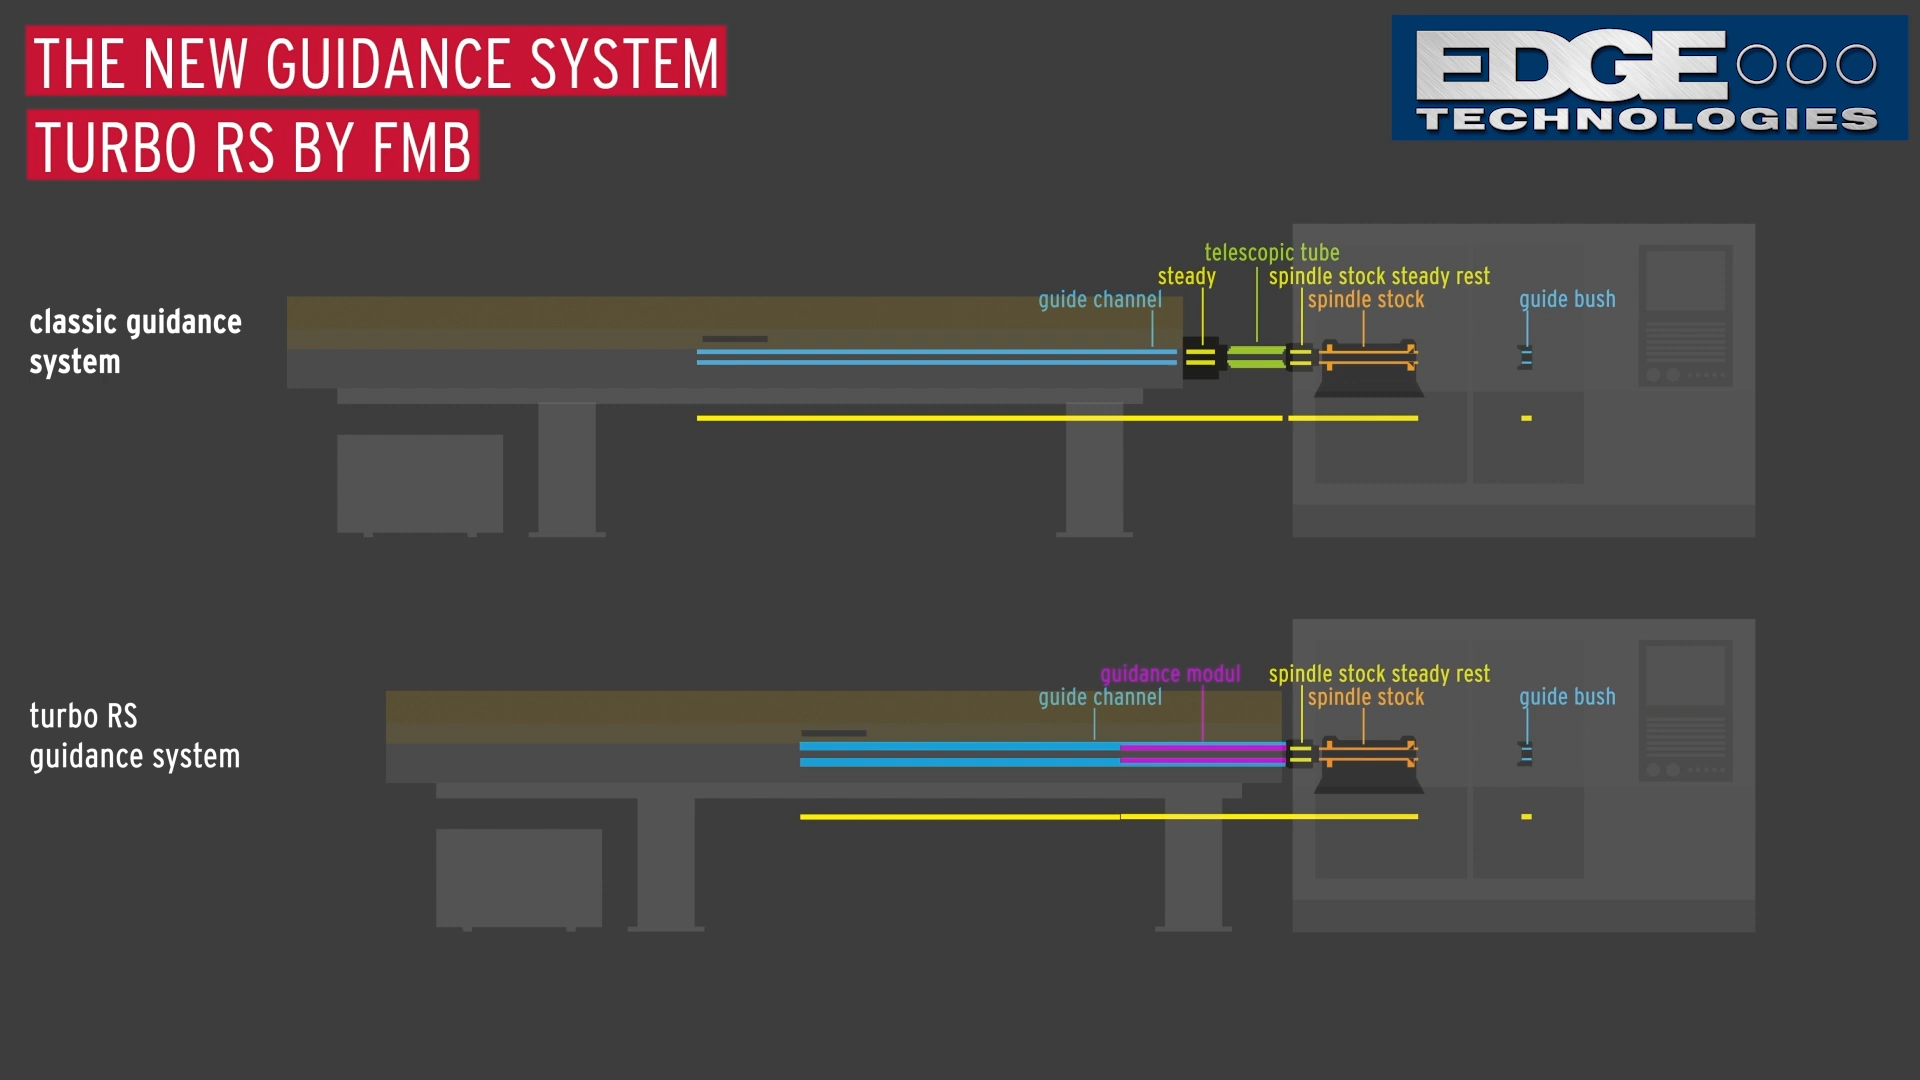 THE NEW GUIDANCE SYSTEM
TURBO RS BY FMB
EDGE
TECHNOLOGIES
classic guidance
system
telescopic tube
steady
spindle stock steady rest
guide channel
spindle stock
guide bush
turbo RS
guidance system
guidance modul
spindle stock steady rest
guide channel
spindle stock
guide bush